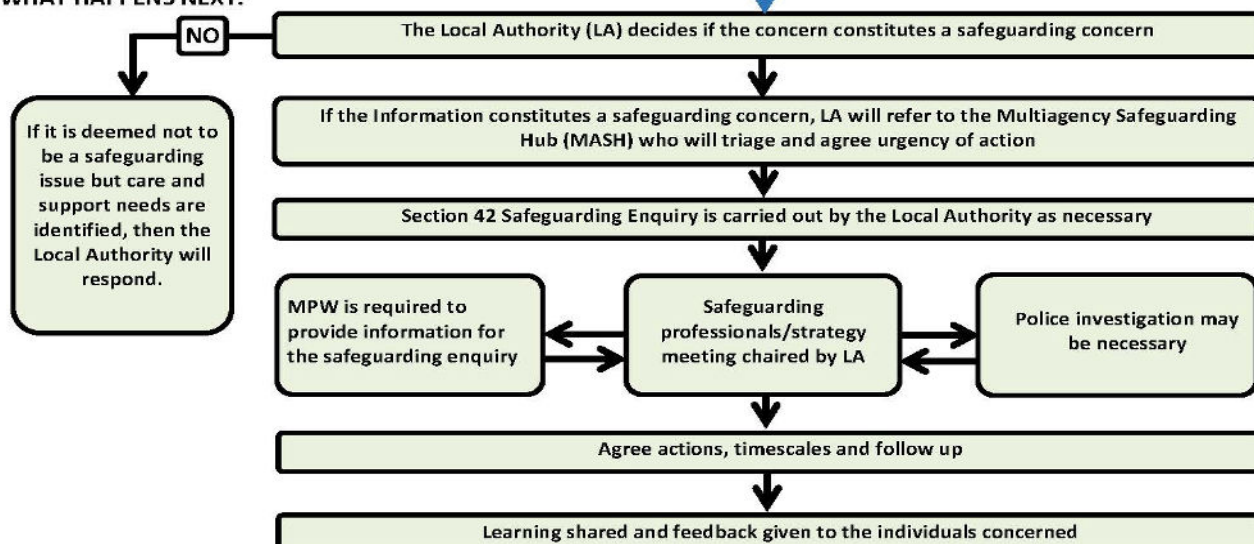 WHAT HAPPENS NEXT:
NO
The Local Authority (LA) decides if the concern constitutes a safeguarding concern
If it is deemed not to
be a safeguarding
issue but care and
support needs are
identified, then the
Local Authority will
respond.
If the Information constitutes a safeguarding concern, LA will refer to the Multiagency Safeguarding
Hub (MASH) who will triage and agree urgency of action
Section 42 Safeguarding Enquiry is carried out by the Local Authority as necessary
MPW is required to
provide information for
the safeguarding enquiry
Safeguarding
professionals/strategy
meeting chaired by LA
Police investigation may
be necessary
Agree actions, timescales and follow up
Learning shared and feedback given to the individuals concerned